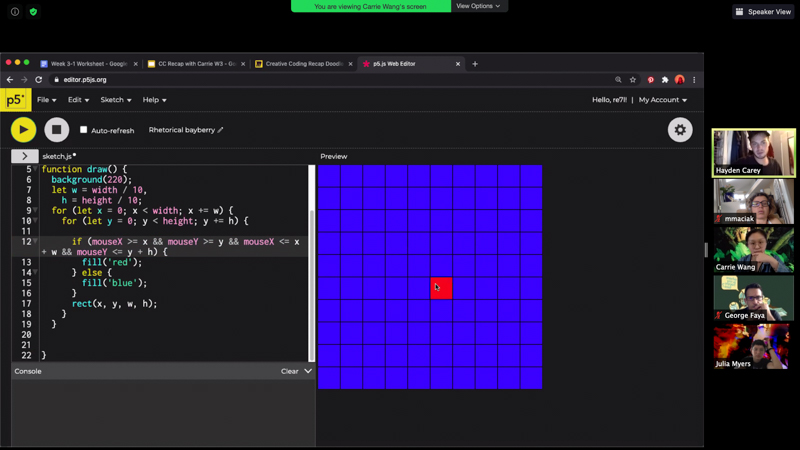 You are viewing Carrie Wang's screen
View Options
Speaker View
Week 3-1 Worksheet - Google
CC Recap with Carrie W3 - Go
Creative Coding Recap Doodle
p5.js Web Editor
editor.p5js.org
p5*
File
Edit
Sketch
Help
Hello, re7l!
My Account
Auto-refresh
Rhetorical bayberry
sketch.js
Preview
5 function draw() {
6 background(220);
7 let w = width / 10,
8 h = height / 10;
9 for (let x = 0; x < width; x += w) {
10 for (let y = 0; y < height; y += h) {
11
12 if (mouseX >= x && mouseY >= y && mouseX <= x
+ w && mouseY <= y + h) {
13 fill('red');
14 } else {
15 fill('blue');
16 }
17 rect(x, y, w, h);
18 }
19 }
20
21
22 }
Console
Clear
Hayden Carey
mmaciak
Carrie Wang
George Faya
Julia Myers